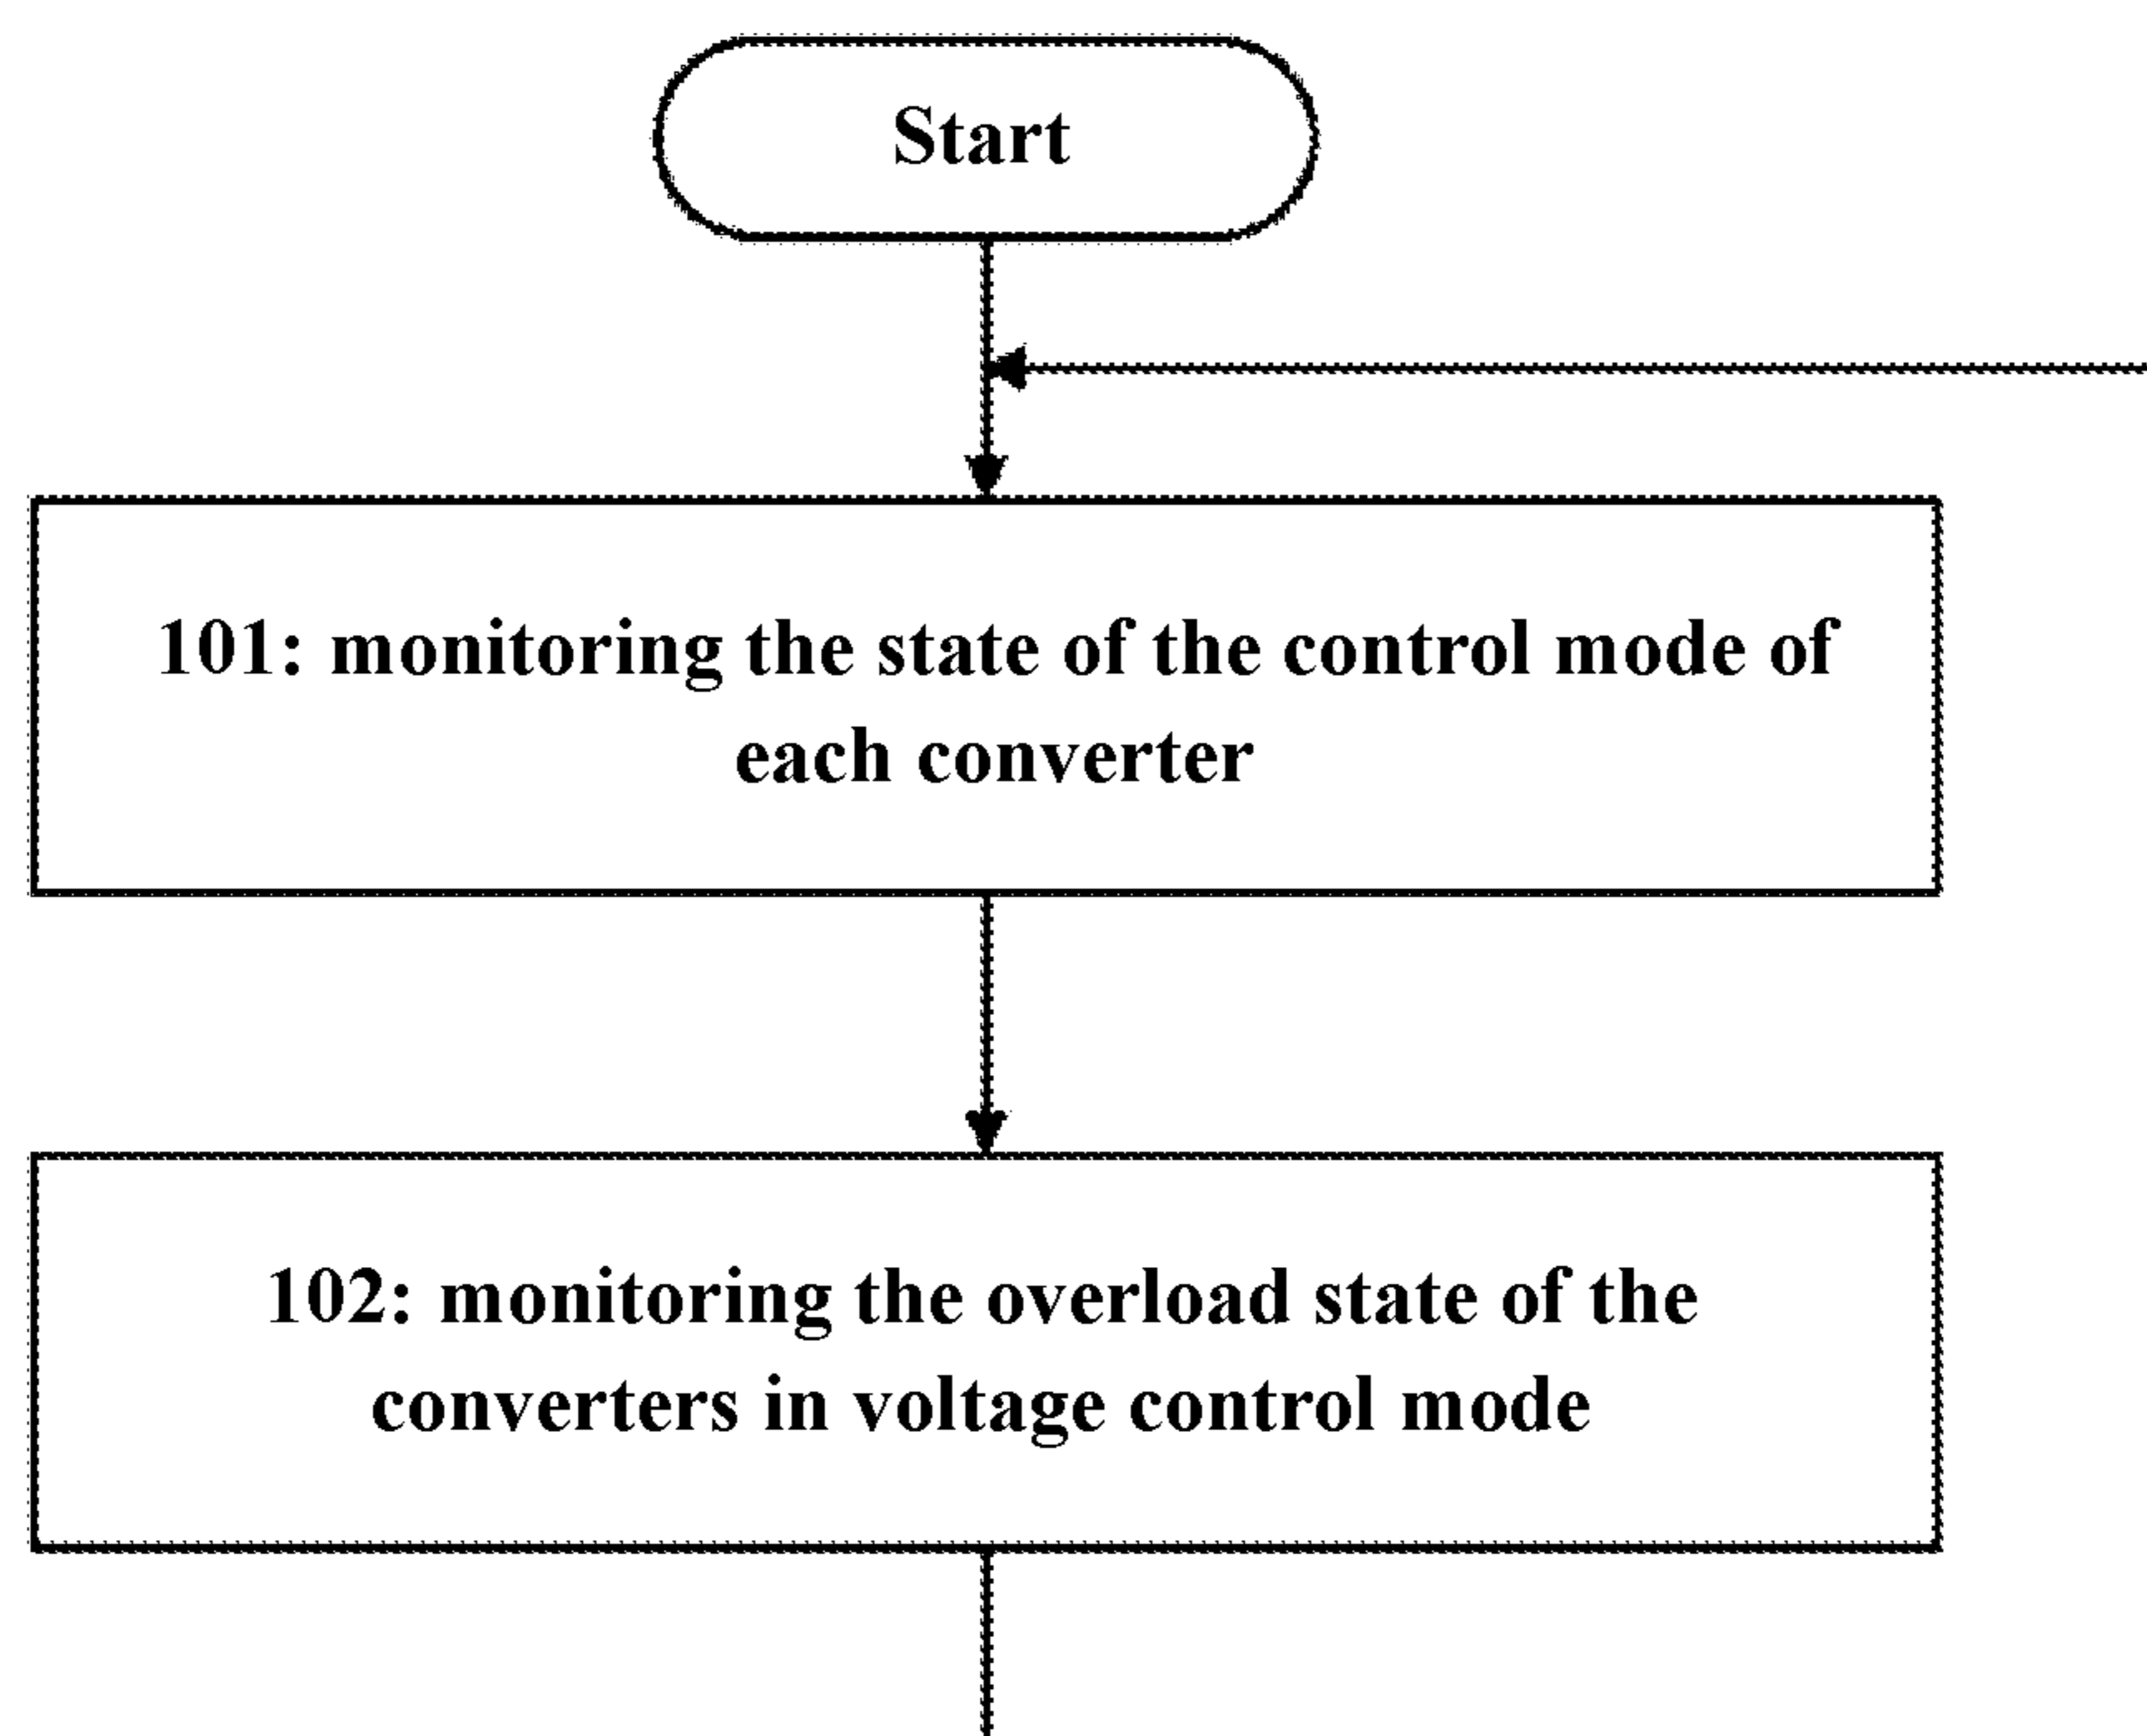 Start
101: monitoring the state of the control mode of
each converter
102: monitoring the overload state of the
converters in voltage control mode